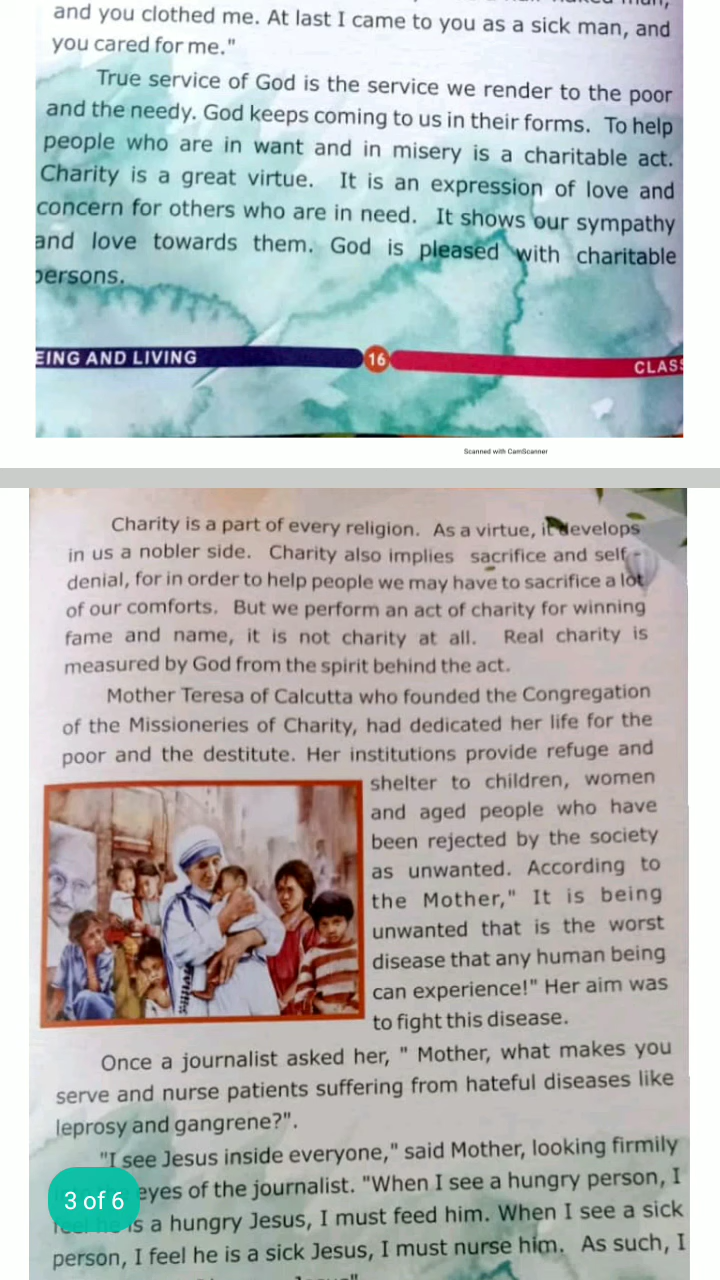 and you clothed me. At last I came to you as a sick man, and
you cared for me."
True service of God is the service we render to the poor
and the needy. God keeps coming to us in their forms. To help
people who are in want and in misery is a charitable act.
Charity is a great virtue. It is an expression of love and
concern for others who are in need. It shows our sympathy
and love towards them. God is pleased with charitable
persons.
EING AND LIVING 16 CLASS
Scanned with CamScanner
Charity is a part of every religion. As a virtue, it develops
in us a nobler side. Charity also implies sacrifice and self -
denial, for in order to help people we may have to sacrifice a lot
of our comforts. But we perform an act of charity for winning
fame and name, it is not charity at all. Real charity is
measured by God from the spirit behind the act.
Mother Teresa of Calcutta who founded the Congregation
of the Missioneries of Charity, had dedicated her life for the
poor and the destitute. Her institutions provide refuge and
shelter to children, women
and aged people who have
been rejected by the society
as unwanted. According to
the Mother," It is being
unwanted that is the worst
disease that any human being
can experience!" Her aim was
to fight this disease.
Once a journalist asked her, " Mother, what makes you
serve and nurse patients suffering from hateful diseases like
leprosy and gangrene?".
"I see Jesus inside everyone," said Mother, looking firmly
eyes of the journalist. "When I see a hungry person, I
3 of 6
is a hungry Jesus, I must feed him. When I see a sick
person, I feel he is a sick Jesus, I must nurse him. As such, I